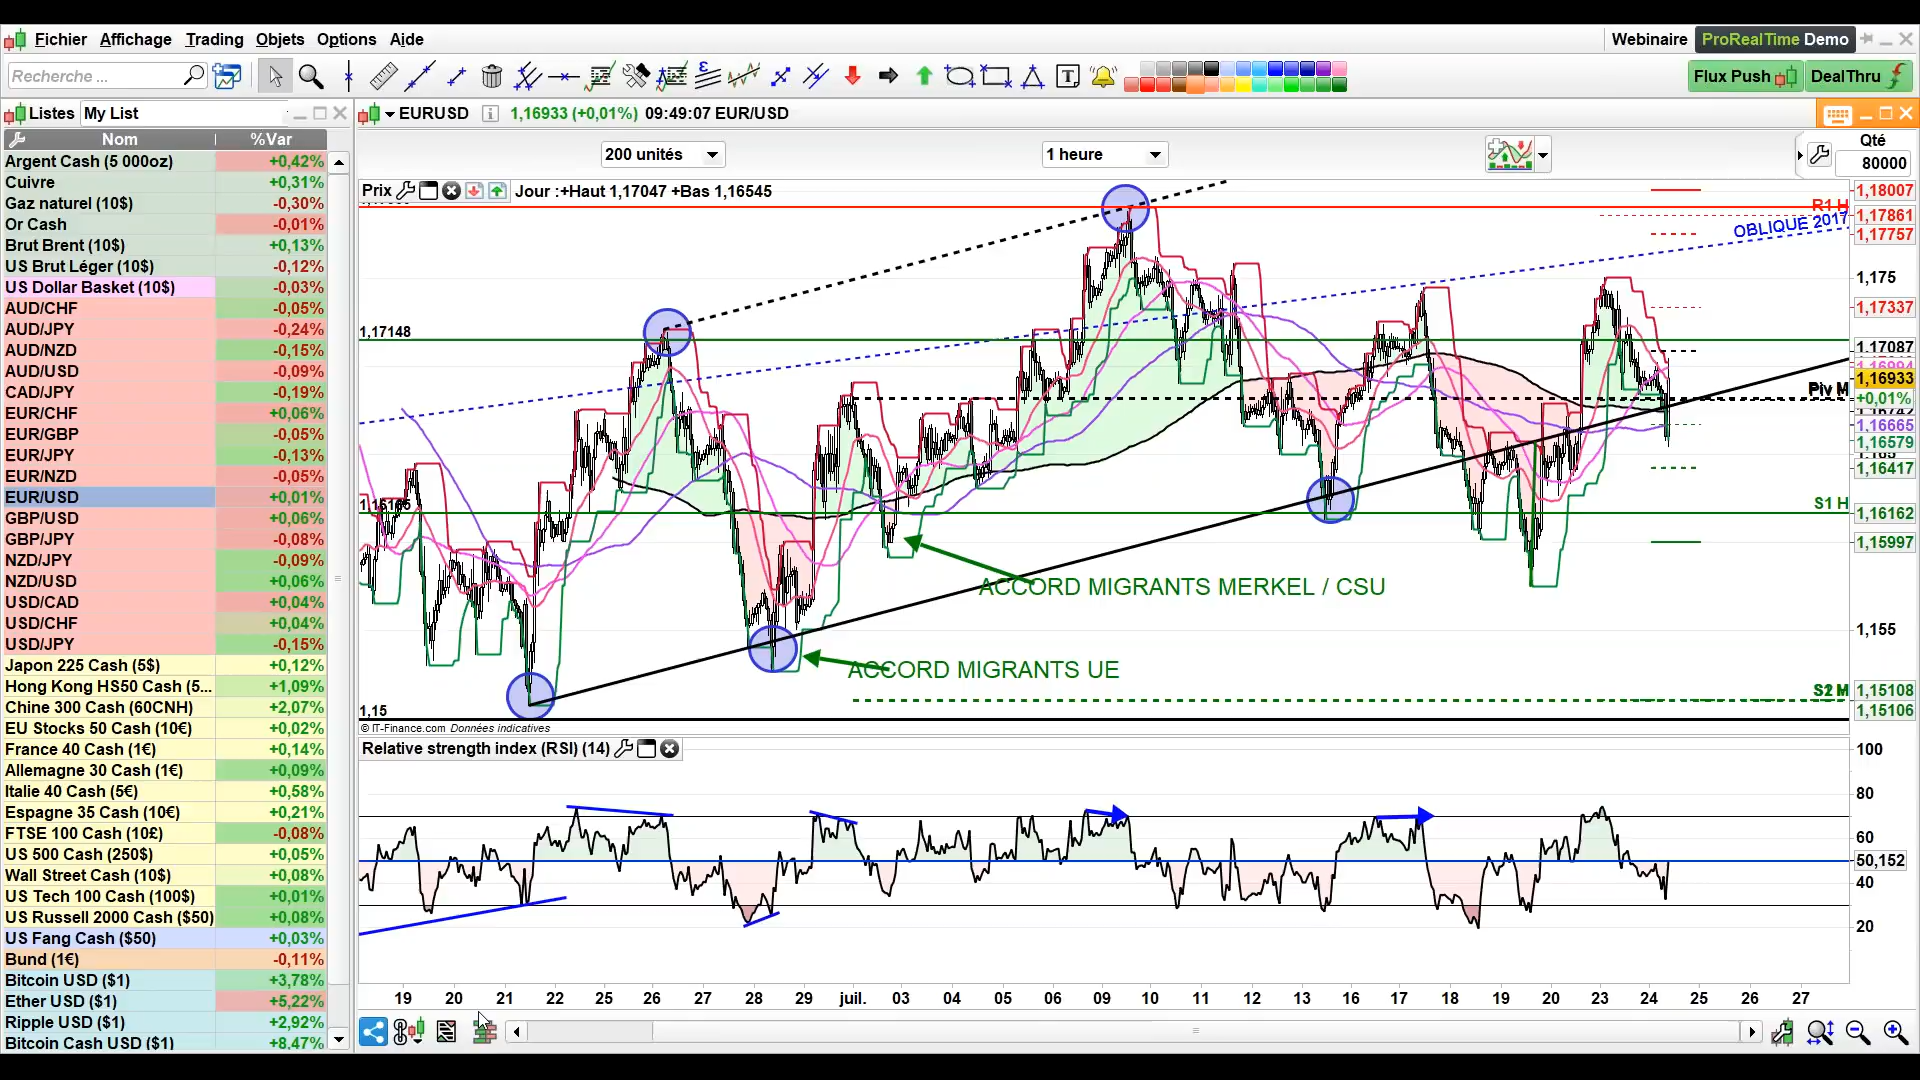 Fichier Affichage Trading Objets Options Aide Webinaire ProRealTime Demo
Recherche ... Flux Push DealThru
Listes My List
Nom %Var
Argent Cash (5 000oz) +0,42%
Cuivre +0,31%
Gaz naturel (10$) -0,30%
Or Cash -0,01%
Brut Brent (10$) +0,13%
US Brut Léger (10$) -0,12%
US Dollar Basket (10$) -0,03%
AUD/CHF -0,05%
AUD/JPY -0,24%
AUD/NZD -0,15%
AUD/USD -0,09%
CAD/JPY -0,19%
EUR/CHF +0,06%
EUR/GBP -0,05%
EUR/JPY -0,13%
EUR/NZD -0,05%
EUR/USD +0,01%
GBP/USD +0,06%
GBP/JPY -0,08%
NZD/JPY -0,09%
NZD/USD +0,06%
USD/CAD +0,04%
USD/CHF +0,04%
USD/JPY -0,15%
Japon 225 Cash (5$) +0,12%
Hong Kong HS50 Cash (5... +1,09%
Chine 300 Cash (60CNH) +2,07%
EU Stocks 50 Cash (10€) +0,02%
France 40 Cash (1€) +0,14%
Allemagne 30 Cash (1€) +0,09%
Italie 40 Cash (5€) +0,58%
Espagne 35 Cash (10€) +0,21%
FTSE 100 Cash (10£) -0,08%
US 500 Cash (250$) +0,05%
Wall Street Cash (10$) +0,08%
US Tech 100 Cash (100$) +0,01%
US Russell 2000 Cash ($50) +0,08%
US Fang Cash ($50) +0,03%
Bund (1€) -0,11%
Bitcoin USD ($1) +3,78%
Ether USD ($1) +5,22%
Ripple USD ($1) +2,92%
Bitcoin Cash USD ($1) +8,47%
EURUSD 1,16933 (+0,01%) 09:49:07 EUR/USD
200 unités 1 heure
Qté
80000
Prix Jour :+Haut 1,17047 +Bas 1,16545
1,18007
R1 H
1,17861
OBLIQUE 2017
1,17757
1,175
1,17337
1,17148
1,17087
1,16933
Piv M
+0,01%
1,16665
1,16579
1,16417
S1 H
1,16162
1,15997
ACCORD MIGRANTS MERKEL / CSU
1,155
ACCORD MIGRANTS UE
S2 M
1,15108
1,15106
1,15
© IT-Finance.com Données indicatives
Relative strength index (RSI) (14)
100
80
60
50,152
40
20
19 20 21 22 25 26 27 28 29 juil. 03 04 05 06 09 10 11 12 13 16 17 18 19 20 23 24 25 26 27